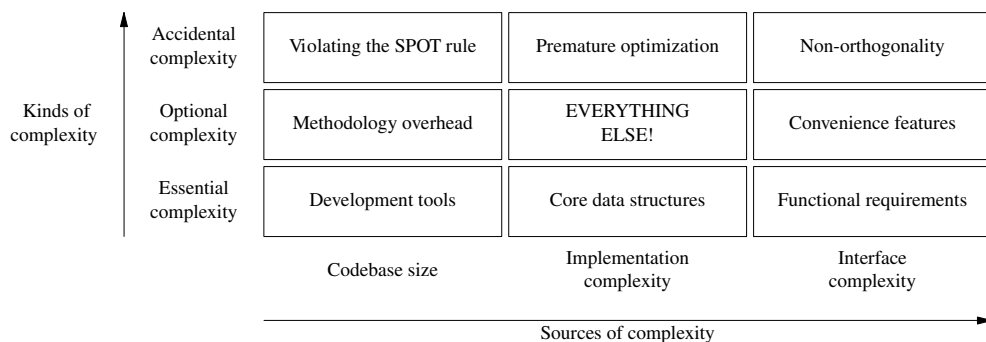 Accidental
complexity
Violating the SPOT rule
Premature optimization
Non-orthogonality
Kinds of
complexity
Optional
complexity
Methodology overhead
EVERYTHING
ELSE!
Convenience features
Essential
complexity
Development tools
Core data structures
Functional requirements
Codebase size
Implementation
complexity
Interface
complexity
Sources of complexity